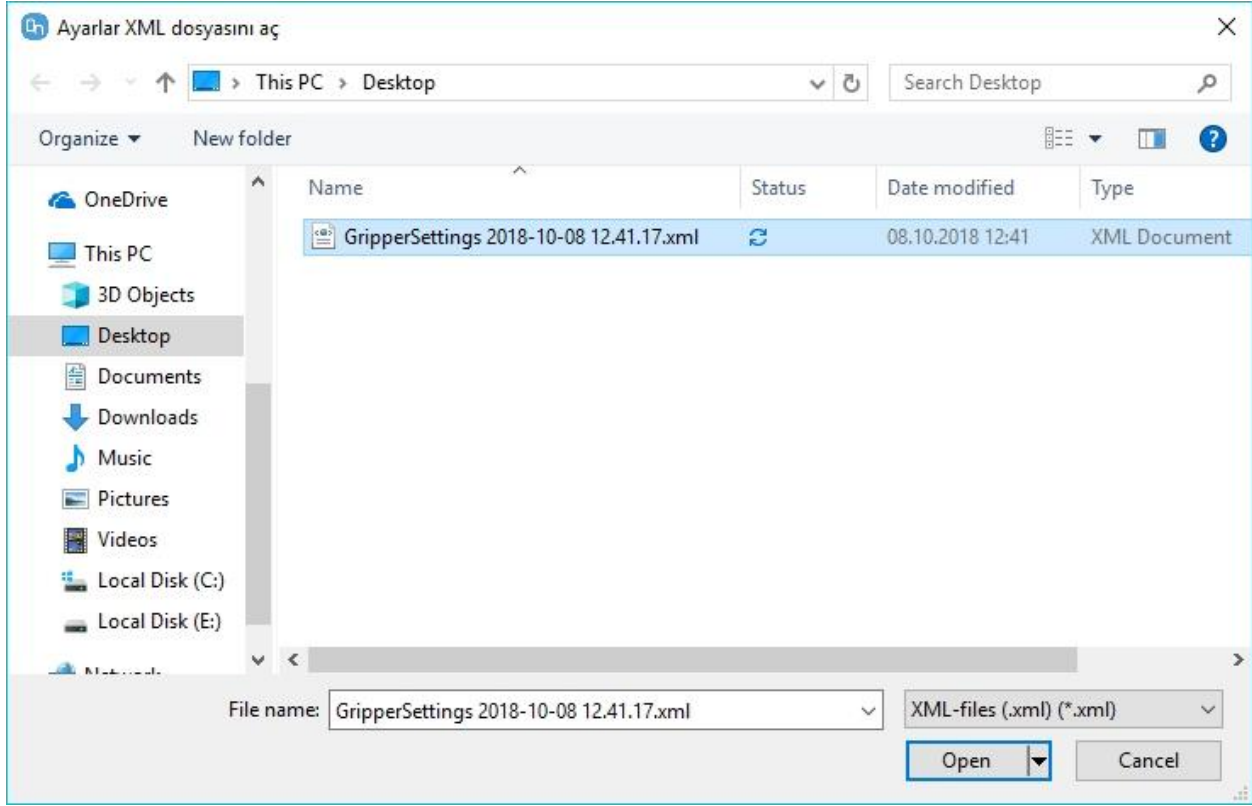 Ayarlar XML dosyasını aç
This PC > Desktop
Search Desktop
Organize
New folder
Name
Status
Date modified
Type
GripperSettings 2018-10-08 12.41.17.xml
08.10.2018 12:41
XML Document
OneDrive
This PC
3D Objects
Desktop
Documents
Downloads
Music
Pictures
Videos
Local Disk (C:)
Local Disk (E:)
File name:
GripperSettings 2018-10-08 12.41.17.xml
XML-files (.xml) (*.xml)
Open
Cancel